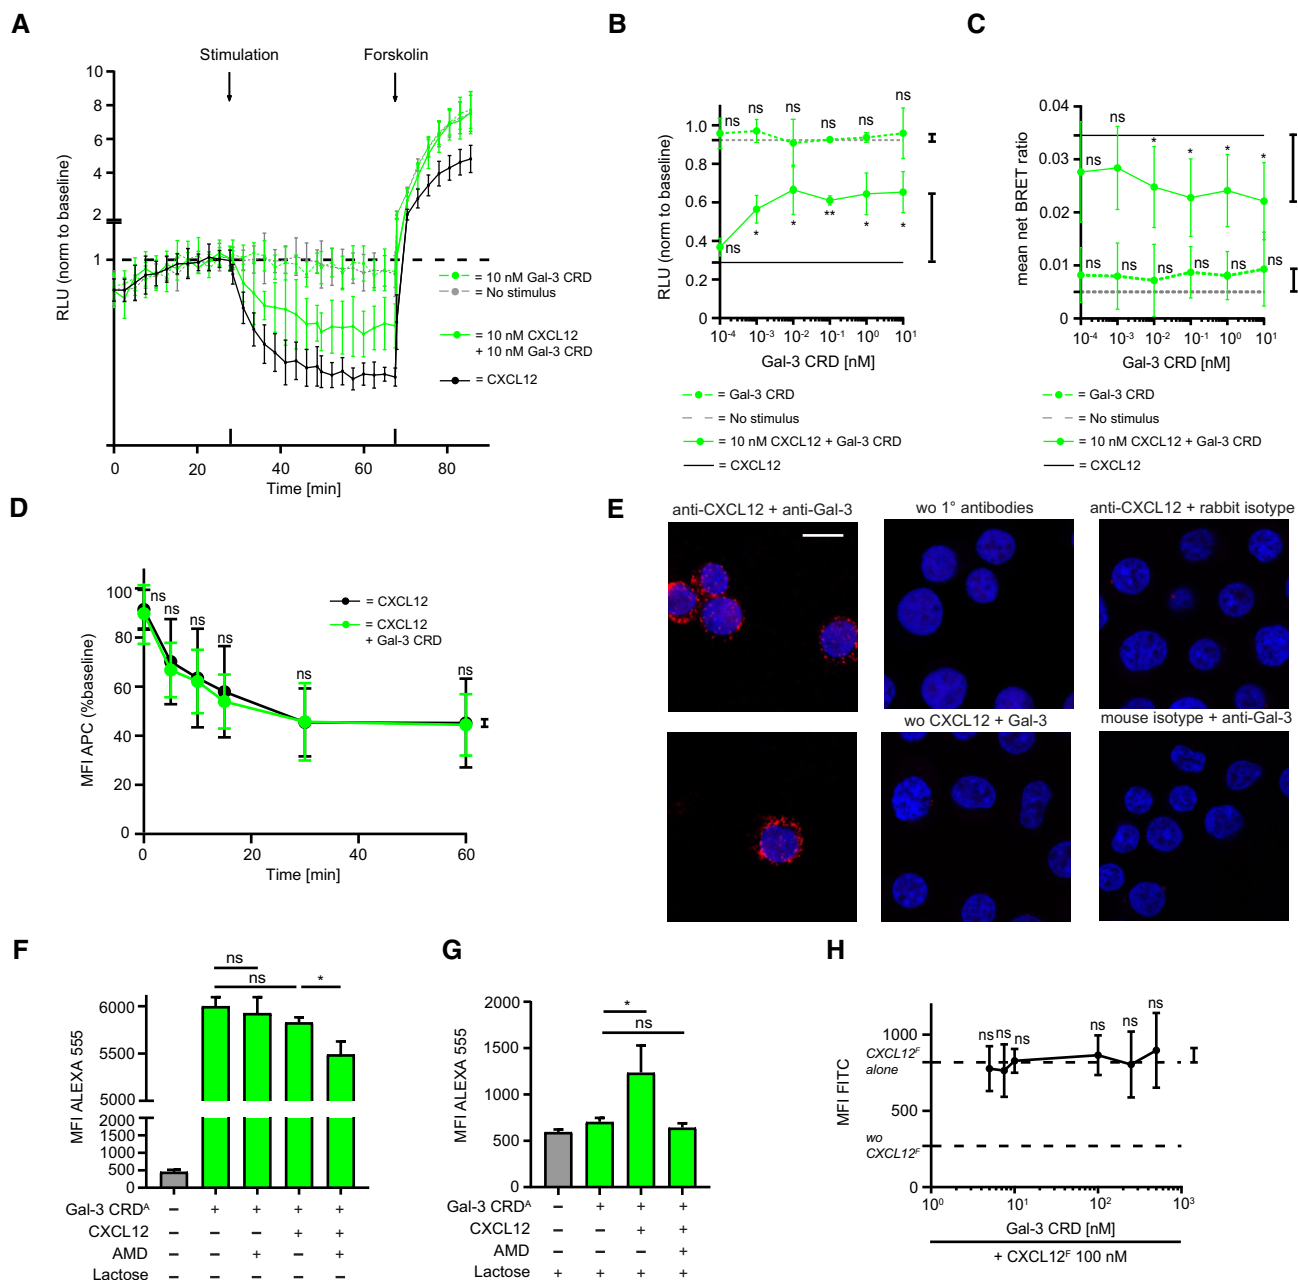 A
Stimulation
Forskolin
RLU (norm to baseline)
10
8
6
4
2
1
= 10 nM Gal-3 CRD
= No stimulus
= 10 nM CXCL12
+ 10 nM Gal-3 CRD
= CXCL12
0 20 40 60 80
Time [min]
B
RLU (norm to baseline)
1.0
0.8
0.6
0.4
0.2
0
ns ns ns ns ns ns
ns * * ** * *
10⁻⁴ 10⁻³ 10⁻² 10⁻¹ 10⁰ 10¹
Gal-3 CRD [nM]
= Gal-3 CRD
= No stimulus
= 10 nM CXCL12 + Gal-3 CRD
= CXCL12
C
mean net BRET ratio
0.04
0.03
0.02
0.010
0
ns ns * * * *
ns ns ns ns ns ns
10⁻⁴ 10⁻³ 10⁻² 10⁻¹ 10⁰ 10¹
Gal-3 CRD [nM]
= Gal-3 CRD
= No stimulus
= 10 nM CXCL12 + Gal-3 CRD
= CXCL12
D
MFI APC (%baseline)
100
80
60
40
20
0
ns ns ns ns ns ns
= CXCL12
= CXCL12
+ Gal-3 CRD
0 20 40 60
Time [min]
E
anti-CXCL12 + anti-Gal-3
wo 1° antibodies
anti-CXCL12 + rabbit isotype
wo CXCL12 + Gal-3
mouse isotype + anti-Gal-3
F
MFI ALEXA 555
6000
5500
5000
2000
1500
1000
500
0
ns
ns
*
Gal-3 CRDᴬ – + + + +
CXCL12 – – – + +
AMD – – + – +
Lactose – – – – –
G
MFI ALEXA 555
2000
1500
1000
500
0
*
ns
Gal-3 CRDᴬ – + + +
CXCL12 – – + +
AMD – – – +
Lactose + + + +
H
MFI FITC
1000
500
0
CXCL12ꟳ
alone
wo
CXCL12ꟳ
ns ns ns ns ns ns
10⁰ 10¹ 10² 10³
Gal-3 CRD [nM]
+ CXCL12ꟳ 100 nM